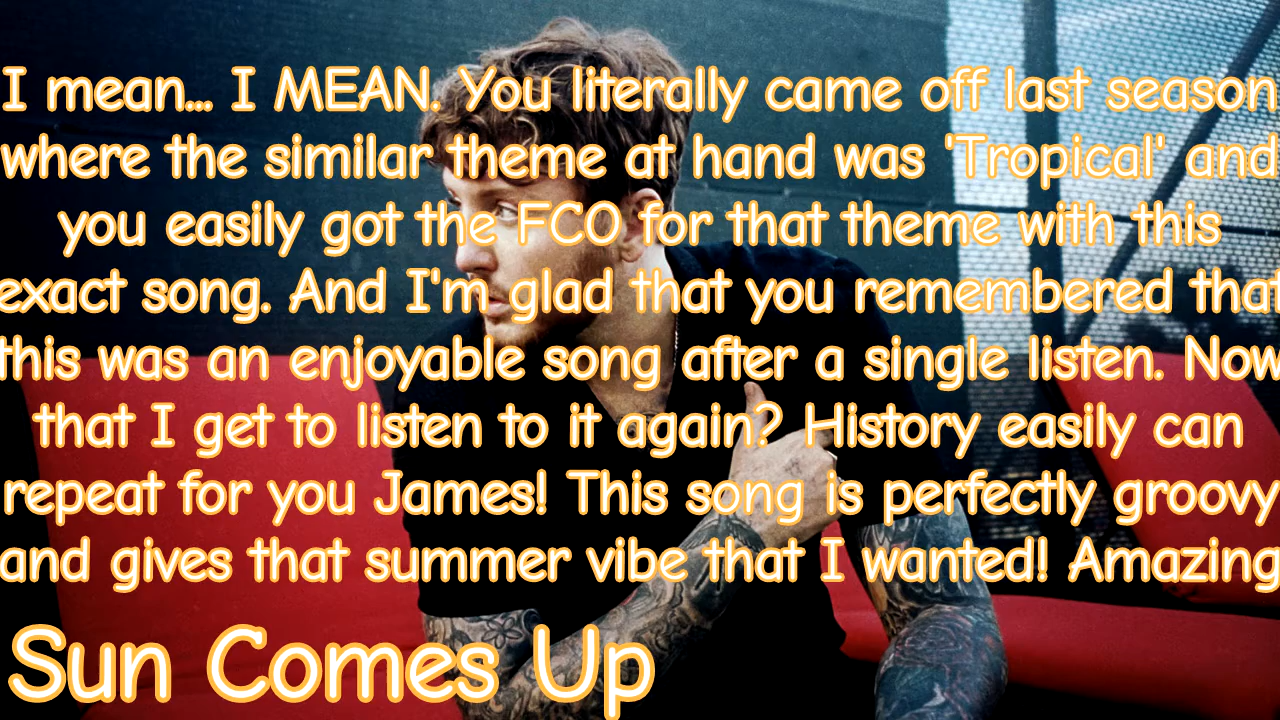 I mean... I MEAN. You literally came off last season
where the similar theme at hand was 'Tropical' and
you easily got the FCO for that theme with this
exact song. And I'm glad that you remembered that
this was an enjoyable song after a single listen. Now
that I get to listen to it again? History easily can
repeat for you James! This song is perfectly groovy
and gives that summer vibe that I wanted! Amazing
Sun Comes Up